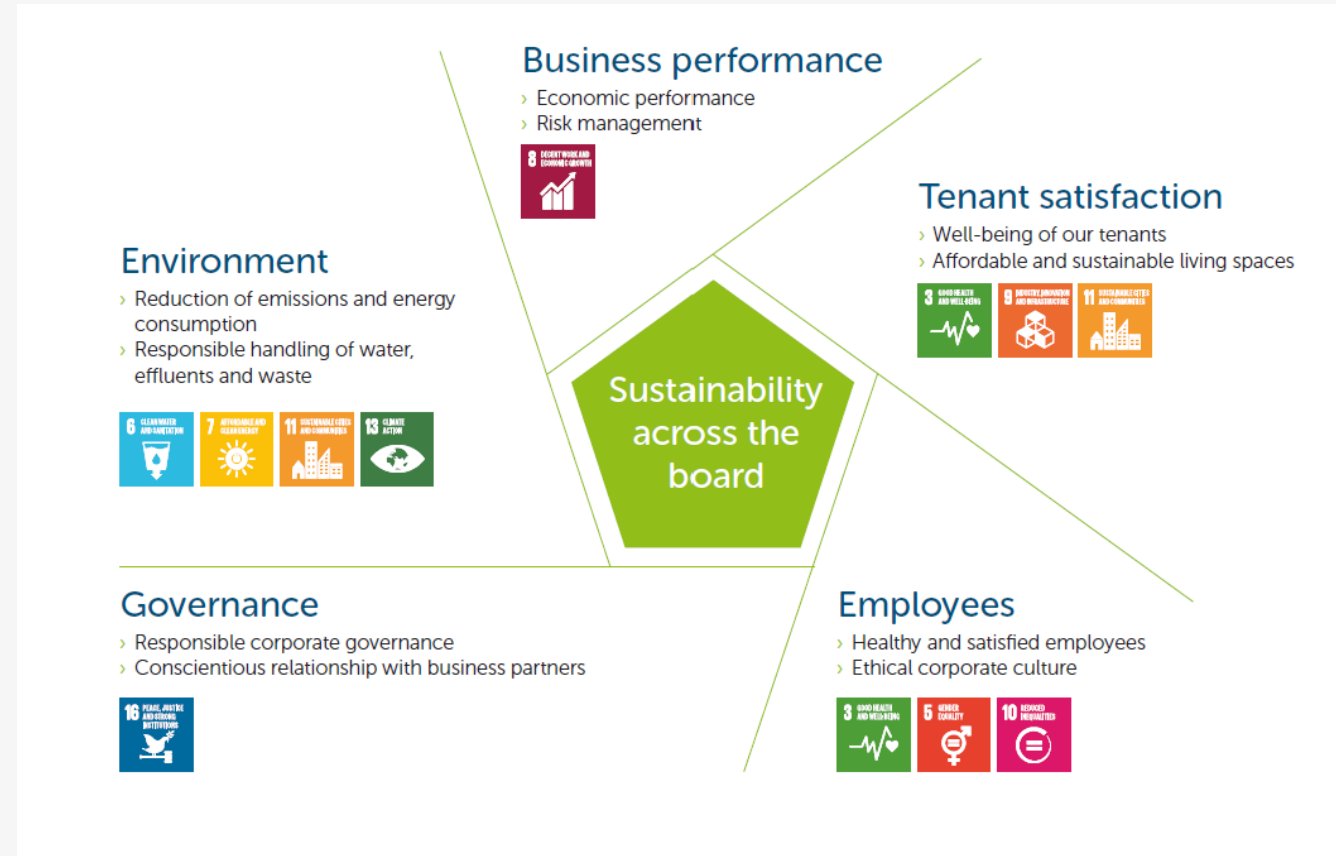 Business performance
› Economic performance
› Risk management
8 DECENT WORK AND
ECONOMIC GROWTH
Tenant satisfaction
› Well-being of our tenants
› Affordable and sustainable living spaces
3 GOOD HEALTH
AND WELL-BEING
9 INDUSTRY, INNOVATION
AND INFRASTRUCTURE
11 SUSTAINABLE CITIES
AND COMMUNITIES
Environment
› Reduction of emissions and energy
consumption
› Responsible handling of water,
effluents and waste
6 CLEAN WATER
AND SANITATION
7 AFFORDABLE AND
CLEAN ENERGY
11 SUSTAINABLE CITIES
AND COMMUNITIES
13 CLIMATE
ACTION
Sustainability
across the
board
Governance
› Responsible corporate governance
› Conscientious relationship with business partners
16 PEACE, JUSTICE
AND STRONG
INSTITUTIONS
Employees
› Healthy and satisfied employees
› Ethical corporate culture
3 GOOD HEALTH
AND WELL-BEING
5 GENDER
EQUALITY
10 REDUCED
INEQUALITIES